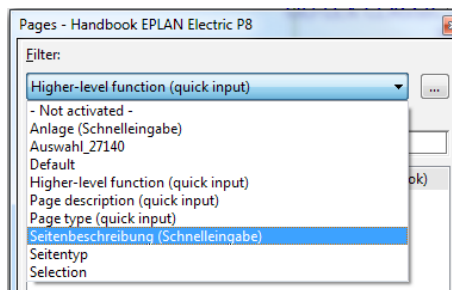 Pages - Handbook EPLAN Electric P8
Filter:
Higher-level function (quick input)
...
- Not activated -
Anlage (Schnelleingabe)
Auswahl_27140
Default
Higher-level function (quick input)
ok)
Page description (quick input)
Page type (quick input)
Seitenbeschreibung (Schnelleingabe)
Seitentyp
Selection